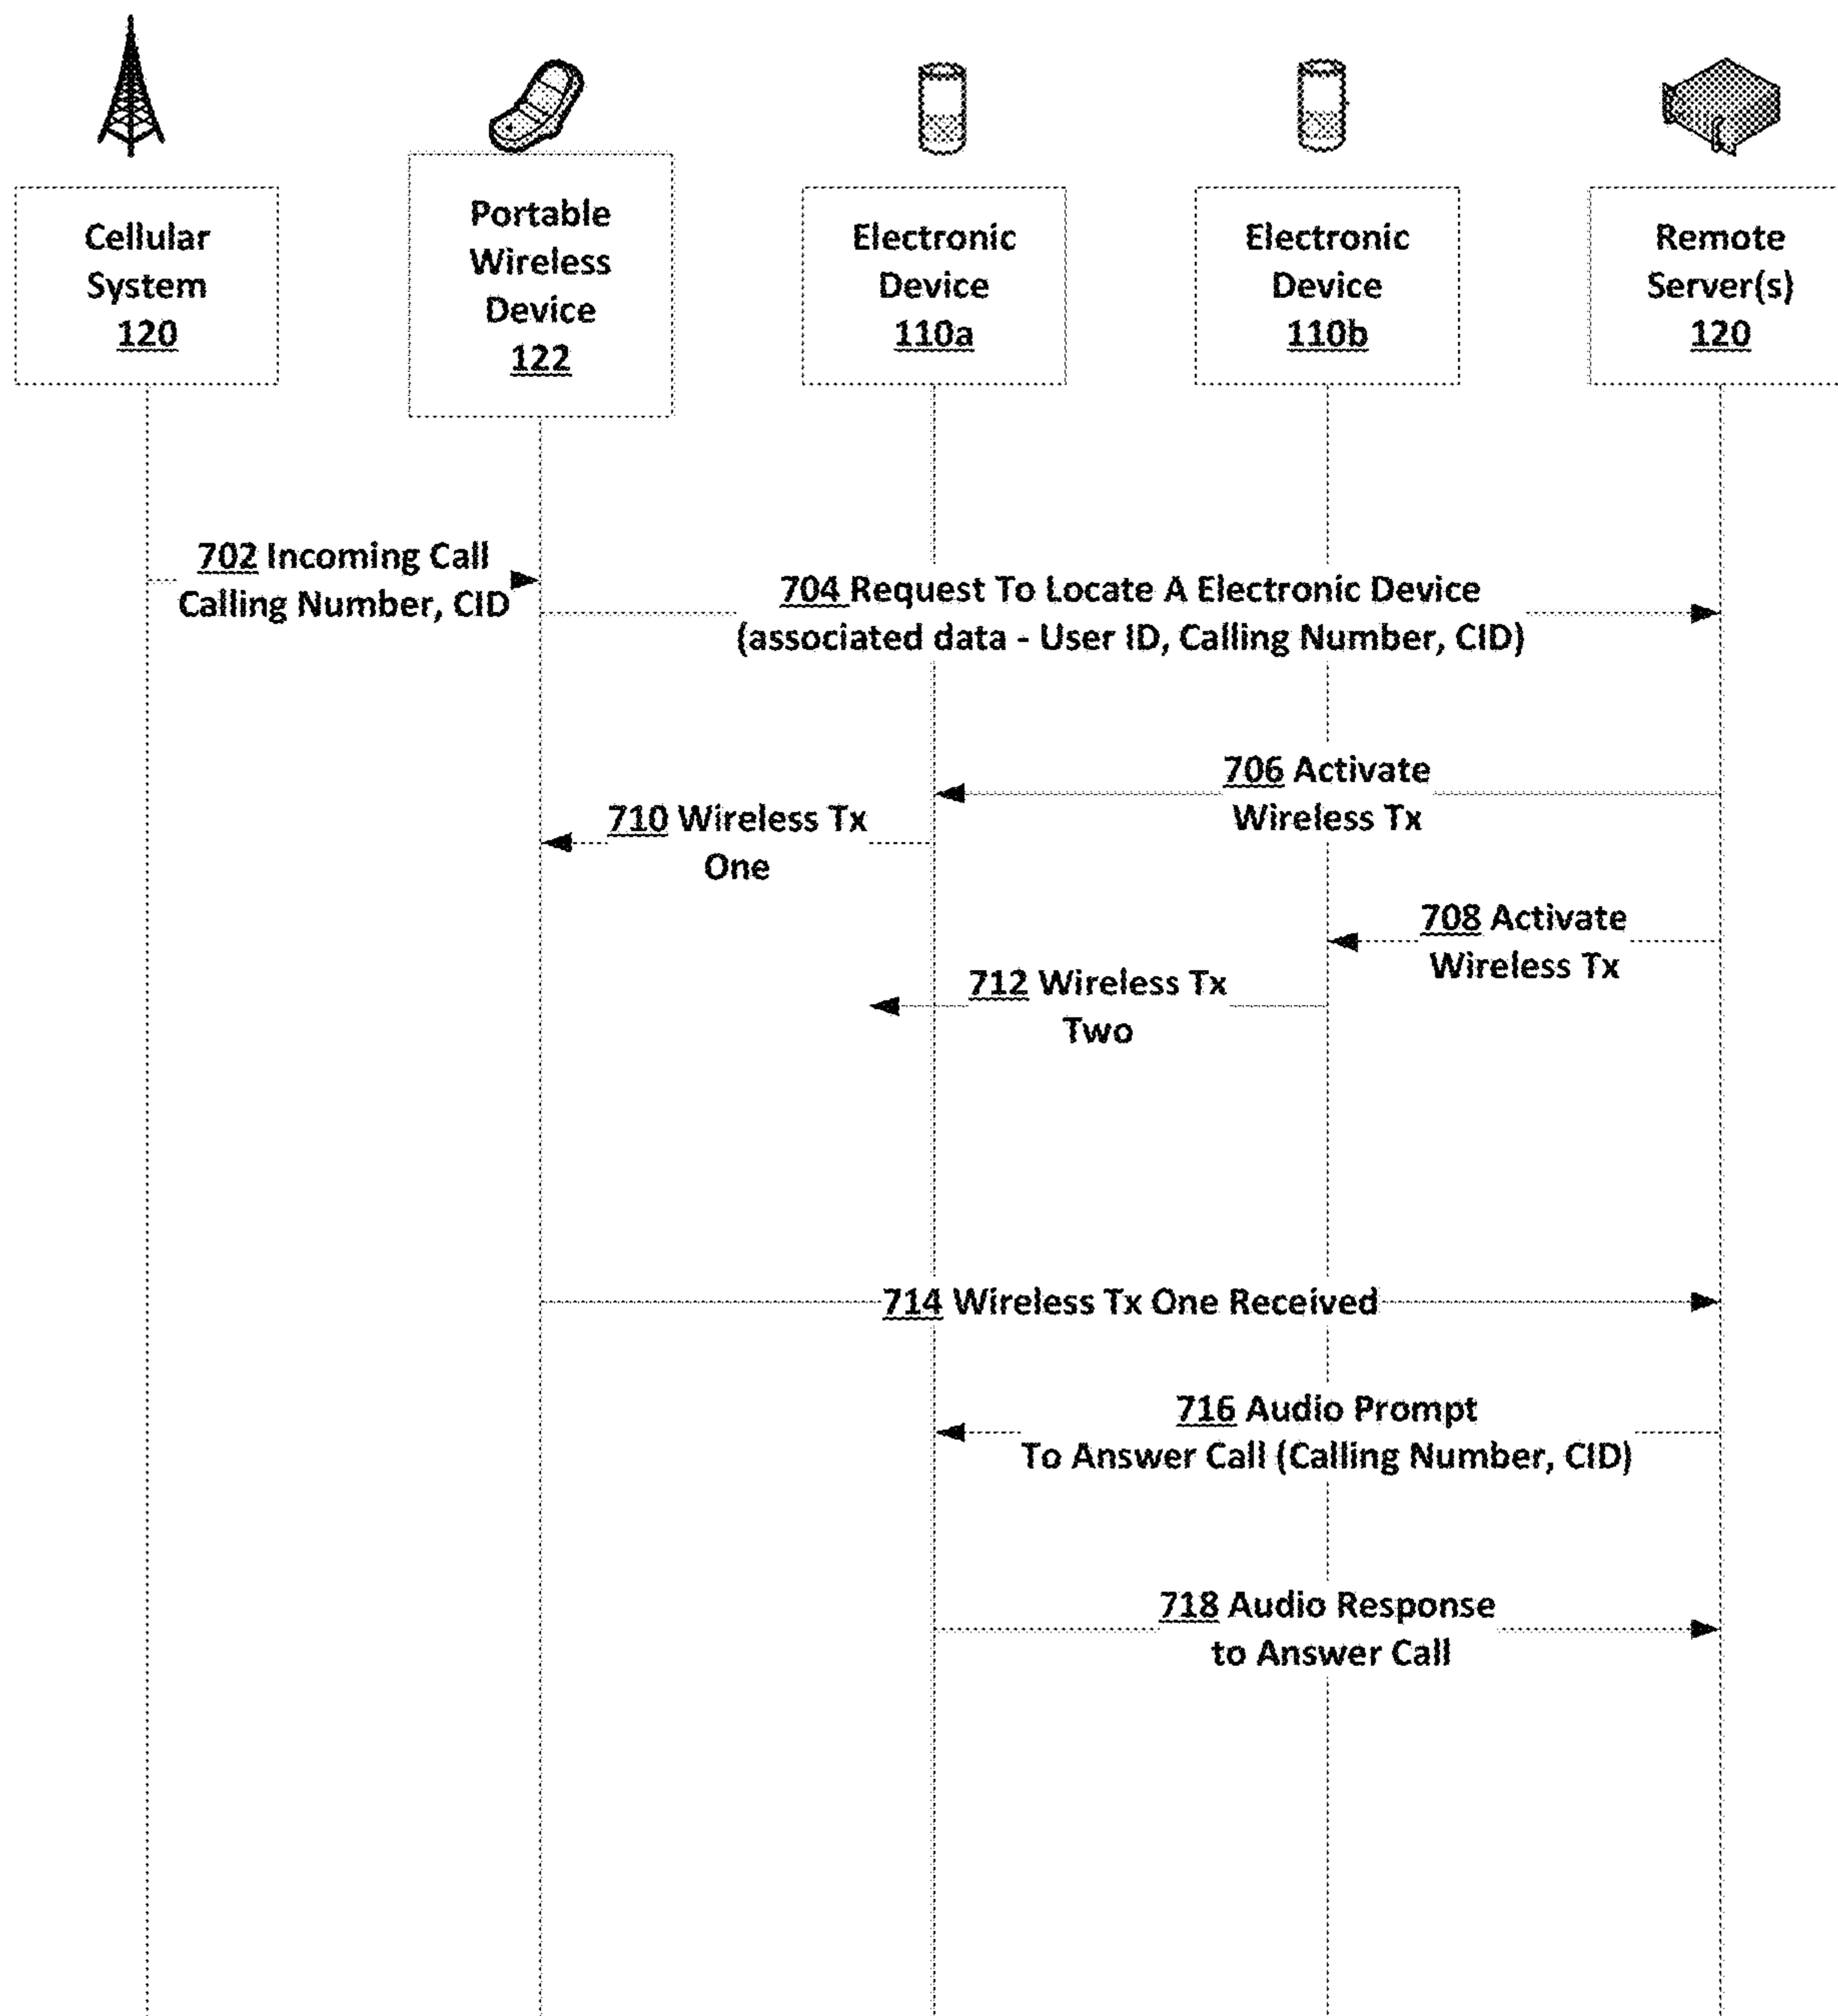 Cellular
System
120
Portable
Wireless
Device
122
Electronic
Device
110a
Electronic
Device
110b
Remote
Server(s)
120
702 Incoming Call
Calling Number, CID
704 Request To Locate A Electronic Device
(associated data - User ID, Calling Number, CID)
706 Activate
Wireless Tx
710 Wireless Tx
One
708 Activate
Wireless Tx
712 Wireless Tx
Two
714 Wireless Tx One Received
716 Audio Prompt
To Answer Call (Calling Number, CID)
718 Audio Response
to Answer Call